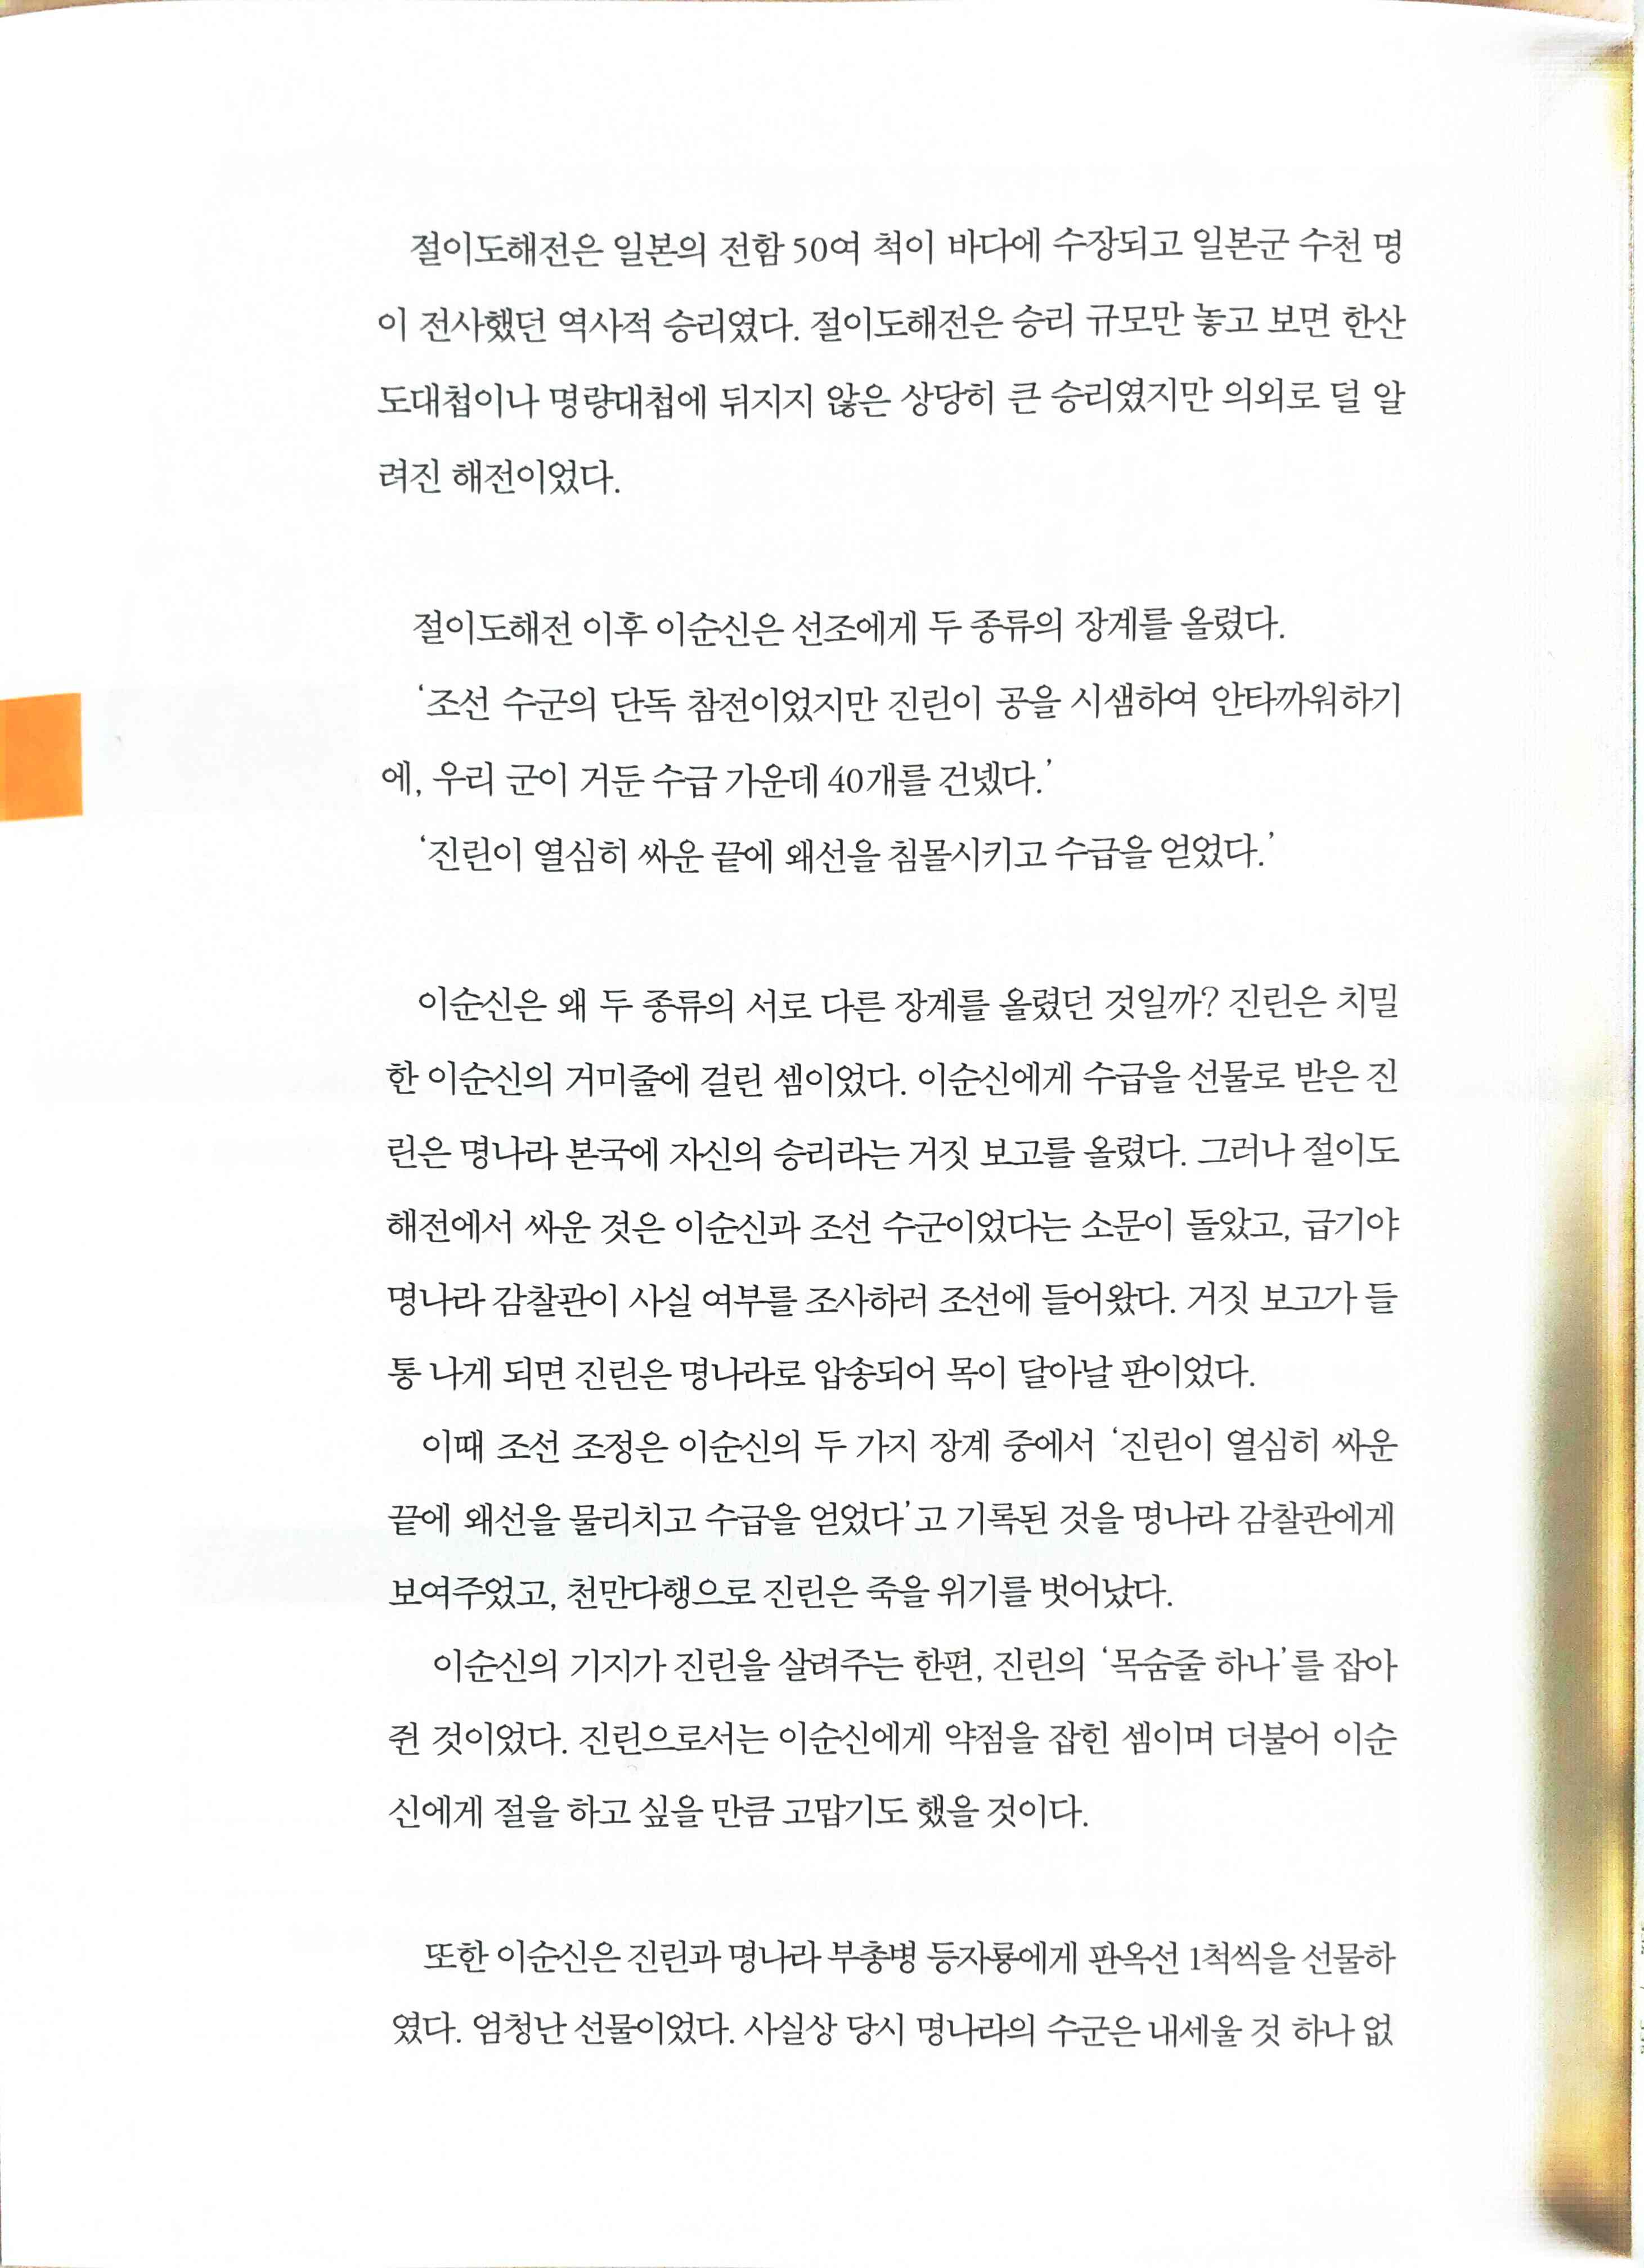 절이도해전은 일본의 전함 50여 척이 바다에 수장되고 일본군 수천 명
이 전사했던 역사적 승리였다. 절이도해전은 승리 규모만 놓고 보면 한산
도대첩이나 명량대첩에 뒤지지 않은 상당히 큰 승리였지만 의외로 덜 알
려진 해전이었다.
절이도해전 이후 이순신은 선조에게 두 종류의 장계를 올렸다.
‘조선 수군의 단독 참전이었지만 진린이 공을 시샘하여 안타까워하기
에, 우리 군이 거둔 수급 가운데 40개를 건넸다.’
‘진린이 열심히 싸운 끝에 왜선을 침몰시키고 수급을 얻었다.’
이순신은 왜 두 종류의 서로 다른 장계를 올렸던 것일까? 진린은 치밀
한 이순신의 거미줄에 걸린 셈이었다. 이순신에게 수급을 선물로 받은 진
린은 명나라 본국에 자신의 승리라는 거짓 보고를 올렸다. 그러나 절이도
해전에서 싸운 것은 이순신과 조선 수군이었다는 소문이 돌았고, 급기야
명나라 감찰관이 사실 여부를 조사하러 조선에 들어왔다. 거짓 보고가 들
통 나게 되면 진린은 명나라로 압송되어 목이 달아날 판이었다.
이때 조선 조정은 이순신의 두 가지 장계 중에서 ‘진린이 열심히 싸운
끝에 왜선을 물리치고 수급을 얻었다’고 기록된 것을 명나라 감찰관에게
보여주었고, 천만다행으로 진린은 죽을 위기를 벗어났다.
이순신의 기지가 진린을 살려주는 한편, 진린의 ‘목숨줄 하나’를 잡아
쥔 것이었다. 진린으로서는 이순신에게 약점을 잡힌 셈이며 더불어 이순
신에게 절을 하고 싶을 만큼 고맙기도 했을 것이다.
또한 이순신은 진린과 명나라 부총병 등자룡에게 판옥선 1척씩을 선물하
였다. 엄청난 선물이었다. 사실상 당시 명나라의 수군은 내세울 것 하나 없